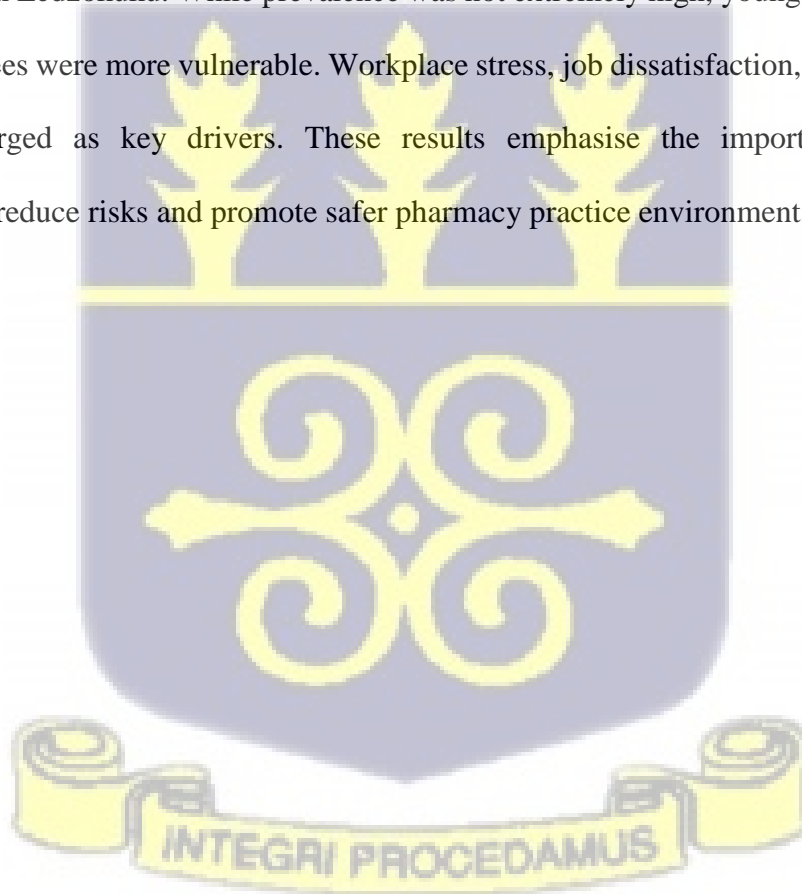 While prevalence was not extremely high, young
ees were more vulnerable. Workplace stress, job dissatisfaction,
rged as key drivers. These results emphasise the import
reduce risks and promote safer pharmacy practice environment
INTEGRI PROCEDAMUS